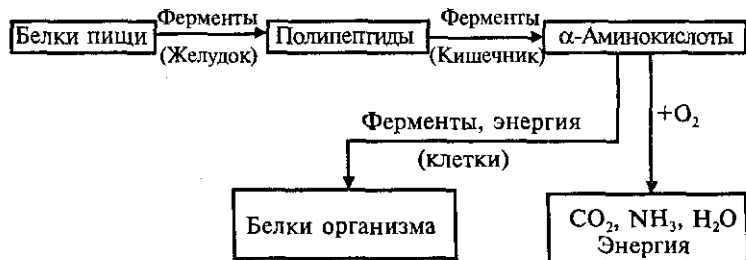 Ферменты Ферменты
Белки пищи Полипептиды α-Аминокислоты
(Желудок) (Кишечник)
Ферменты, энергия +O₂
(клетки)
Белки организма CO₂, NH₃, H₂O
Энергия